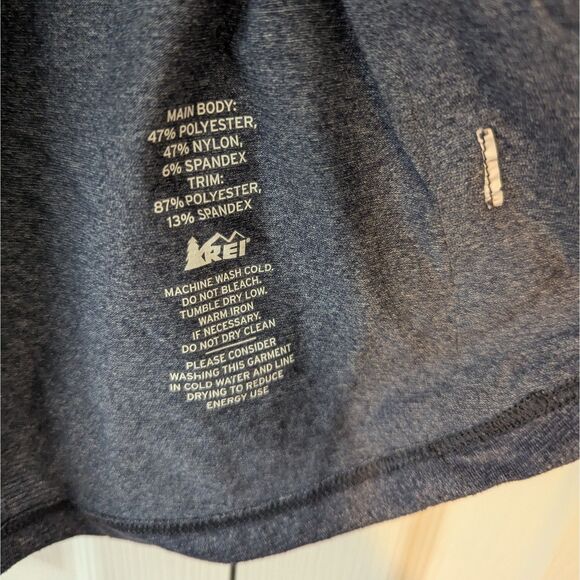 MAIN BODY:
47% POLYESTER,
47% NYLON,
6% SPANDEX
TRIM:
87% POLYESTER,
13% SPANDEX
REI
MACHINE WASH COLD.
DO NOT BLEACH.
TUMBLE DRY LOW.
WARM IRON
IF NECESSARY.
DO NOT DRY CLEAN
PLEASE CONSIDER
WASHING THIS GARMENT
IN COLD WATER AND LINE
DRYING TO REDUCE
ENERGY USE